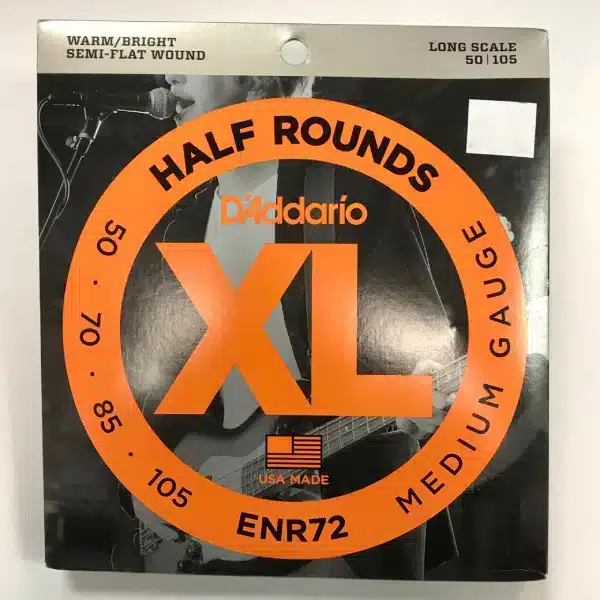 WARM/BRIGHT
SEMI-FLAT WOUND
LONG SCALE
50 | 105
HALF ROUNDS
D'Addario
XL
50 · 70 · 85 · 105
MEDIUM GAUGE
USA MADE
ENR72